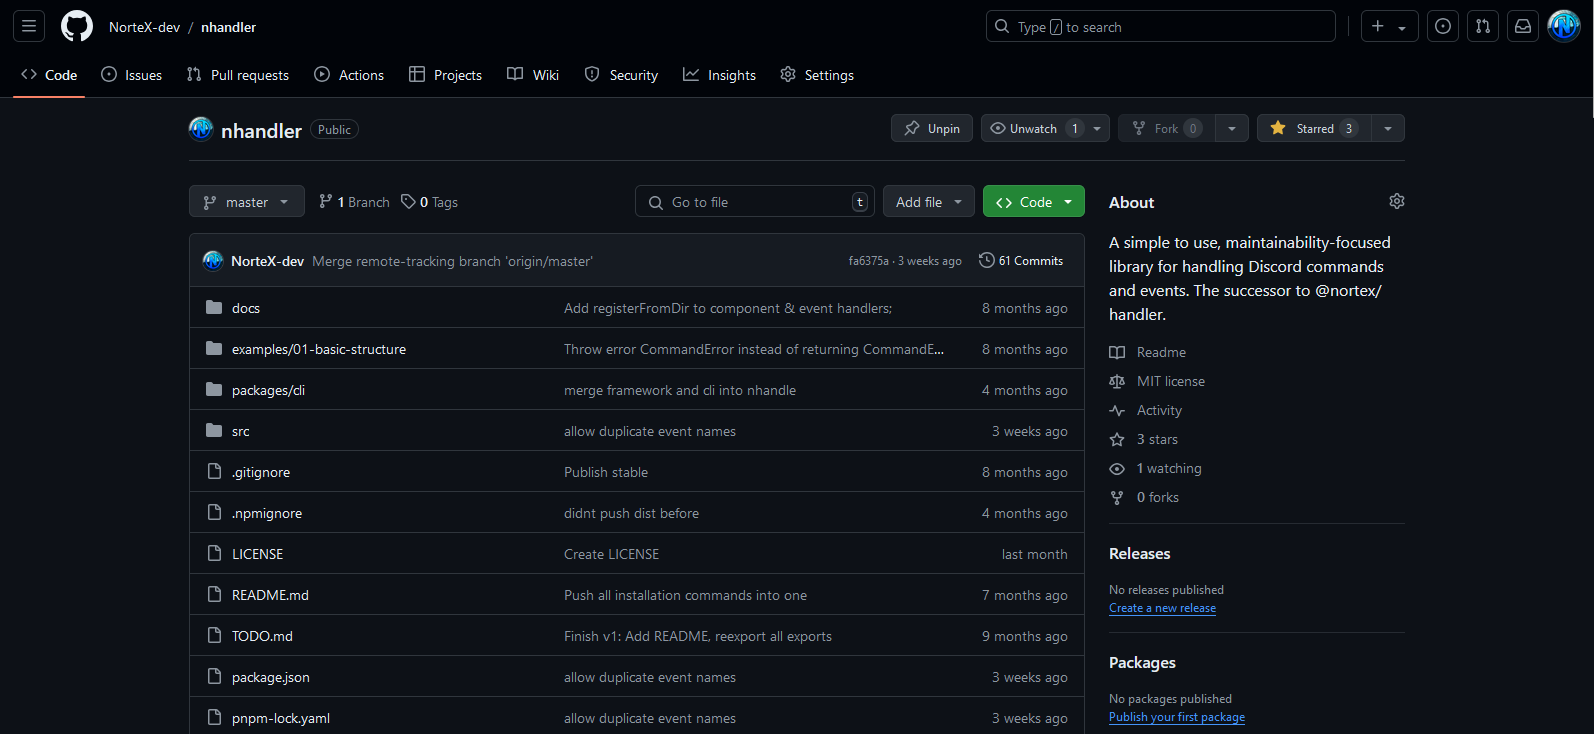 NorteX-dev / nhandler
Type / to search
Code Issues Pull requests Actions Projects Wiki Security Insights Settings
nhandler Public
Unpin Unwatch 1 Fork 0 Starred 3
master 1 Branch 0 Tags
Go to file t Add file Code
NorteX-dev Merge remote-tracking branch 'origin/master' fa6375a · 3 weeks ago 61 Commits
docs Add registerFromDir to component & event handlers; 8 months ago
examples/01-basic-structure Throw error CommandError instead of returning CommandE... 8 months ago
packages/cli merge framework and cli into nhandle 4 months ago
src allow duplicate event names 3 weeks ago
.gitignore Publish stable 8 months ago
.npmignore didnt push dist before 4 months ago
LICENSE Create LICENSE last month
README.md Push all installation commands into one 7 months ago
TODO.md Finish v1: Add README, reexport all exports 9 months ago
package.json allow duplicate event names 3 weeks ago
pnpm-lock.yaml allow duplicate event names 3 weeks ago
About
A simple to use, maintainability-focused
library for handling Discord commands
and events. The successor to @nortex/
handler.
Readme
MIT license
Activity
3 stars
1 watching
0 forks
Releases
No releases published
Create a new release
Packages
No packages published
Publish your first package